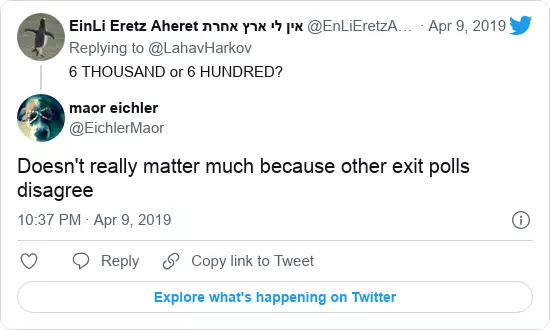 EinLi Eretz Aheret אין לי ארץ אחרת @EnLiEretzA... · Apr 9, 2019
Replying to @LahavHarkov
6 THOUSAND or 6 HUNDRED?
maor eichler
@EichlerMaor
Doesn't really matter much because other exit polls
disagree
10:37 PM · Apr 9, 2019
Reply
Copy link to Tweet
Explore what's happening on Twitter